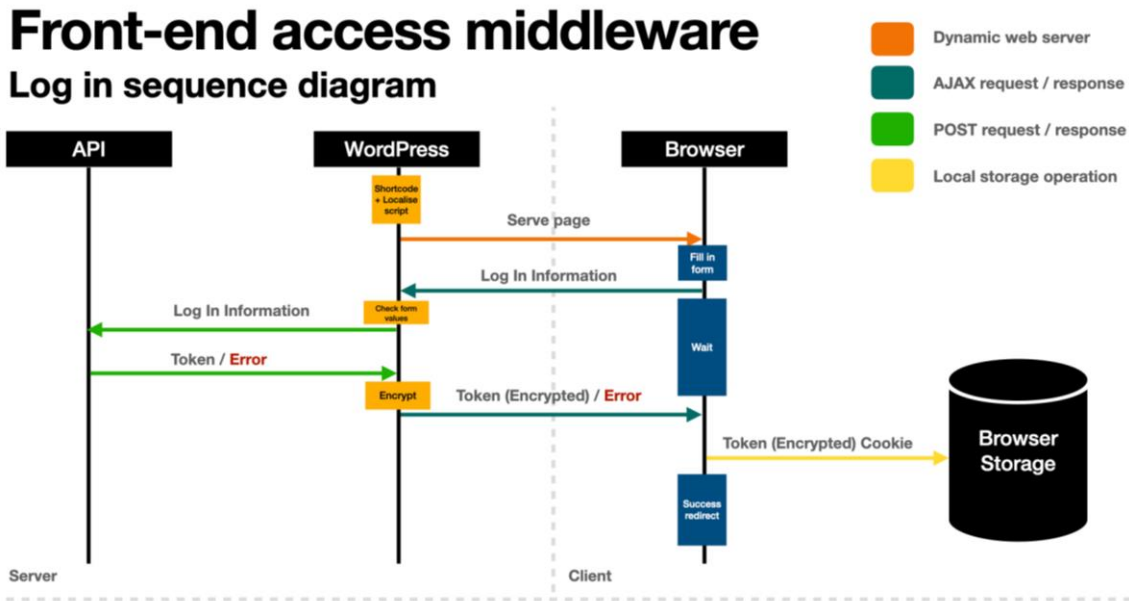 Front-end access middleware
Log in sequence diagram
Dynamic web server
AJAX request / response
POST request / response
Local storage operation
API
WordPress
Browser
Shortcode
+ Localise
script
Serve page
Fill in
form
Log In Information
Check form
values
Log In Information
Wait
Token / Error
Encrypt
Token (Encrypted) / Error
Token (Encrypted) Cookie
Browser
Storage
Success
redirect
Server
Client